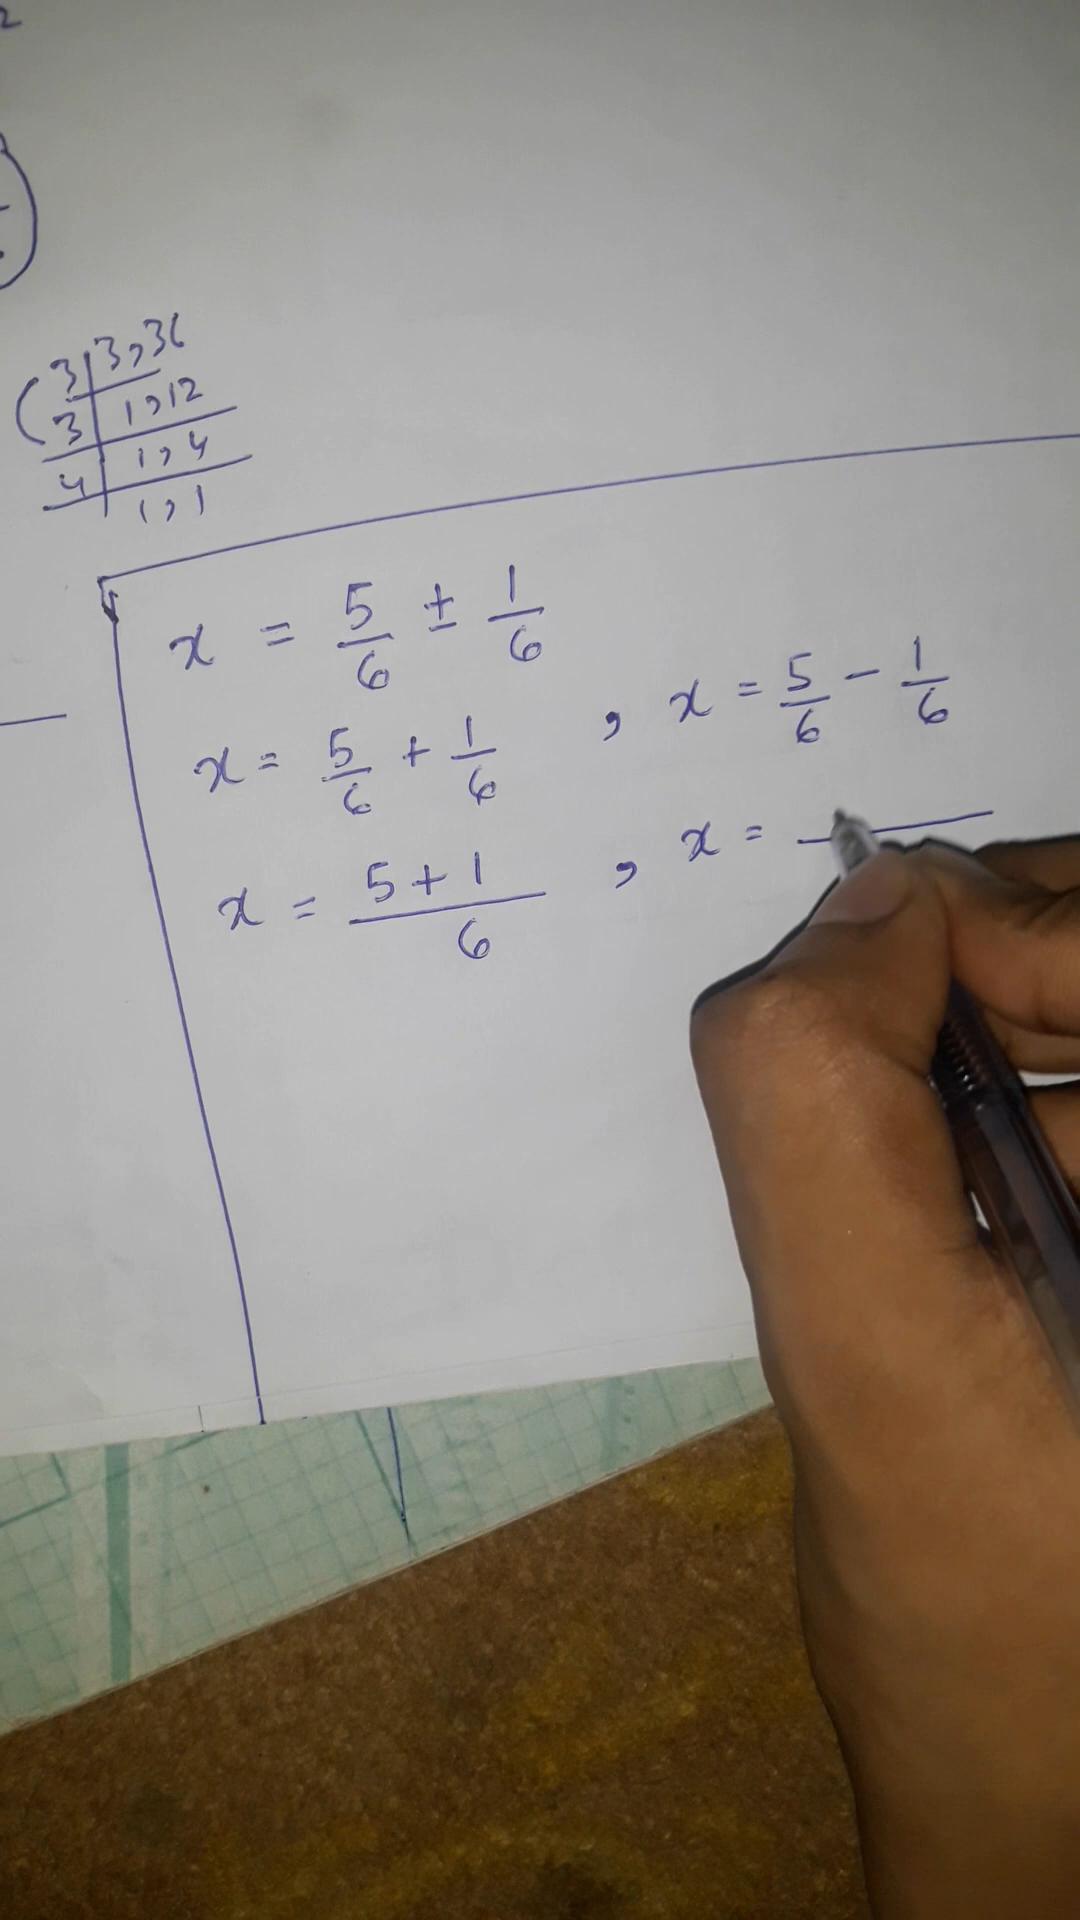 2
3 | 3, 36
3 | 1, 12
4 | 1, 4
1, 1
x = 5/6 ± 1/6
x = 5/6 + 1/6 , x = 5/6 - 1/6
x = (5+1)/6 , x =